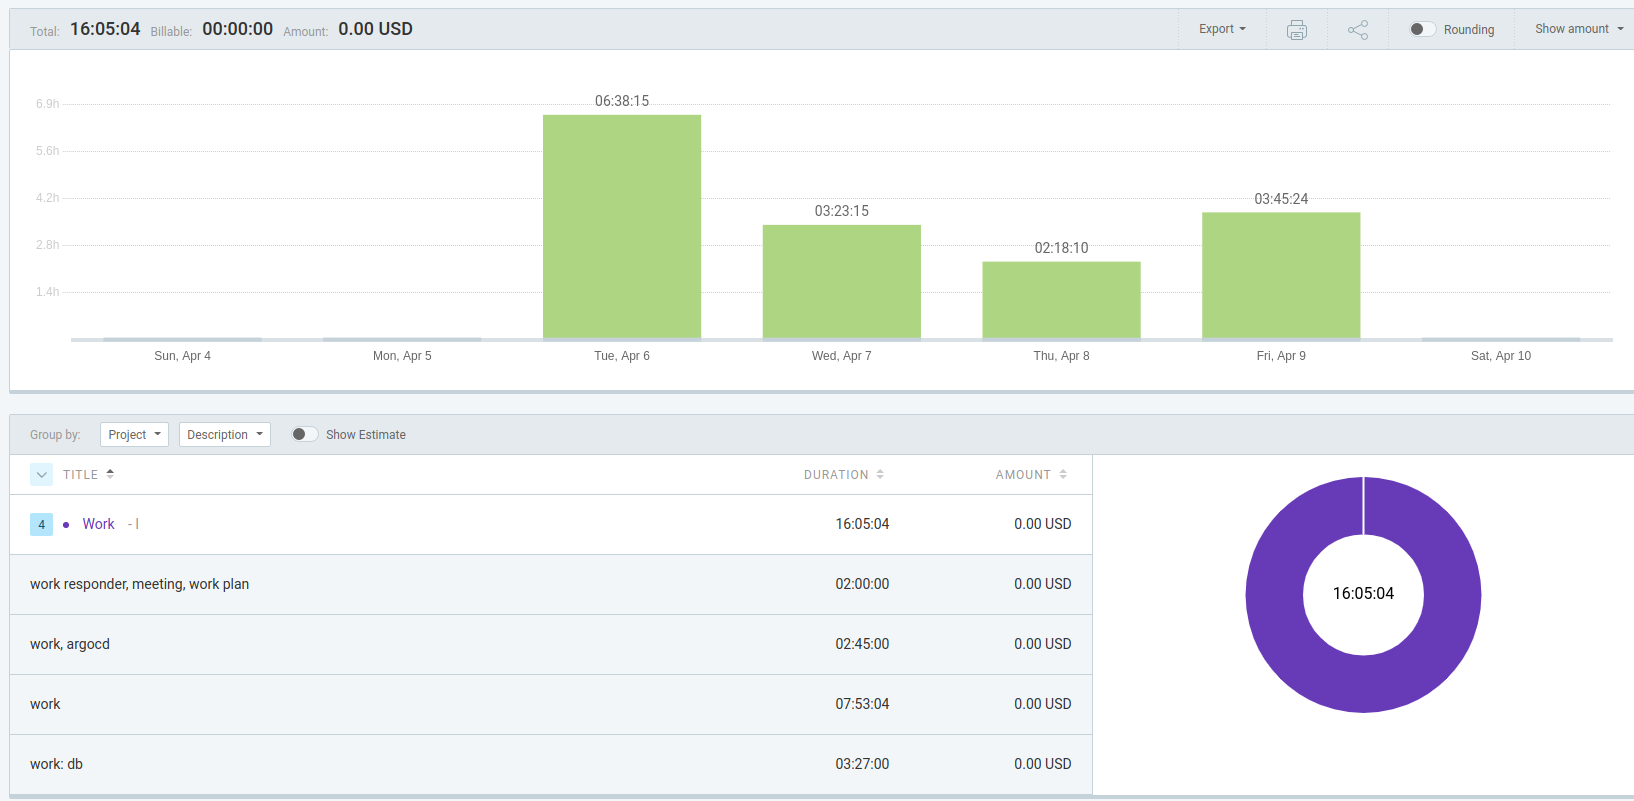 Total: 16:05:04 Billable: 00:00:00 Amount: 0.00 USD Export Rounding Show amount
6.9h
5.6h
4.2h
2.8h
1.4h
06:38:15
03:23:15
02:18:10
03:45:24
Sun, Apr 4 Mon, Apr 5 Tue, Apr 6 Wed, Apr 7 Thu, Apr 8 Fri, Apr 9 Sat, Apr 10
Group by: Project Description Show Estimate
TITLE DURATION AMOUNT
4 Work - l 16:05:04 0.00 USD
work responder, meeting, work plan 02:00:00 0.00 USD
work, argocd 02:45:00 0.00 USD
work 07:53:04 0.00 USD
work: db 03:27:00 0.00 USD
16:05:04